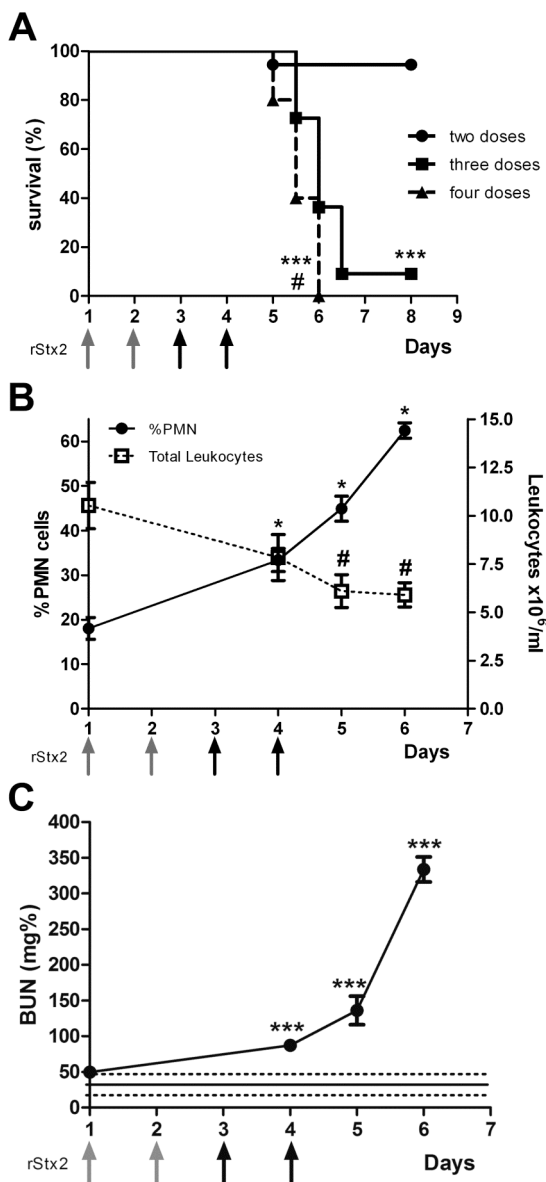 A
survival (%)
100
80
60
40
20
0
two doses
three doses
four doses
***
#
***
1 2 3 4 5 6 7 8 9
rStx2
Days
B
%PMN cells
60
50
40
30
20
10
0
%PMN
Total Leukocytes
*
*
*
#
#
15.0
12.5
10.0
7.5
5.0
2.5
0.0
Leukocytes x10⁶/ml
1 2 3 4 5 6 7
rStx2
Days
C
BUN (mg%)
400
350
300
250
200
150
100
50
0
***
***
***
1 2 3 4 5 6 7
rStx2
Days